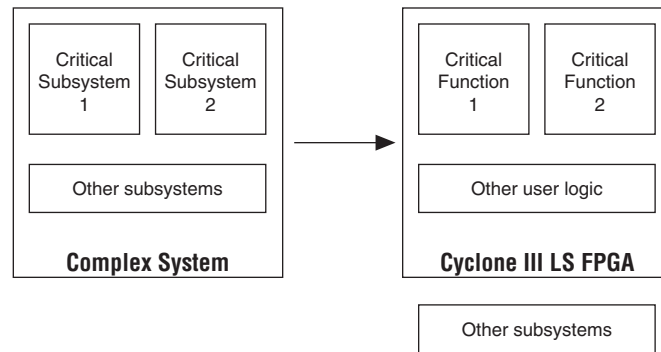 Critical
Subsystem
1
Critical
Subsystem
2
Other subsystems
Complex System
Critical
Function
1
Critical
Function
2
Other user logic
Cyclone III LS FPGA
Other subsystems